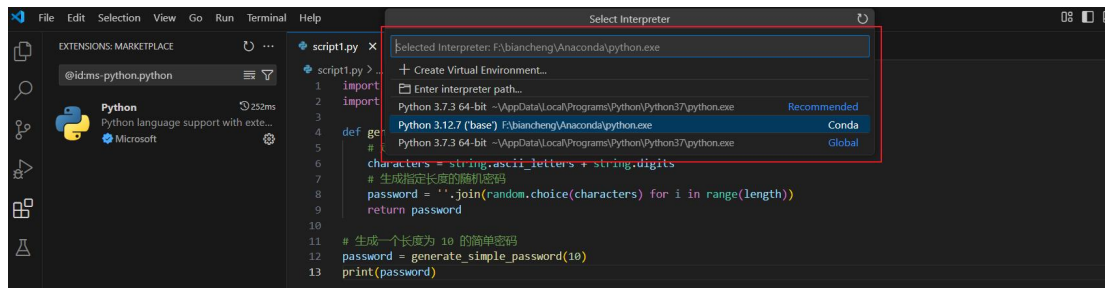 File Edit Selection View Go Run Terminal Help
Select Interpreter
EXTENSIONS: MARKETPLACE
@id:ms-python.python
Python
252ms
Python language support with exte...
Microsoft
script1.py
script1.py > ...
Selected Interpreter: F:\biancheng\Anaconda\python.exe
+ Create Virtual Environment...
Enter interpreter path...
Python 3.7.3 64-bit ~\AppData\Local\Programs\Python\Python37\python.exe Recommended
Python 3.12.7 ('base') F:\biancheng\Anaconda\python.exe Conda
Python 3.7.3 64-bit ~\AppData\Local\Programs\Python\Python37\python.exe Global
1 import
2 import
3
4 def gen
5 #
6 characters = string.ascii_letters + string.digits
7 # 生成指定长度的随机密码
8 password = ''.join(random.choice(characters) for i in range(length))
9 return password
10
11 # 生成一个长度为 10 的简单密码
12 password = generate_simple_password(10)
13 print(password)